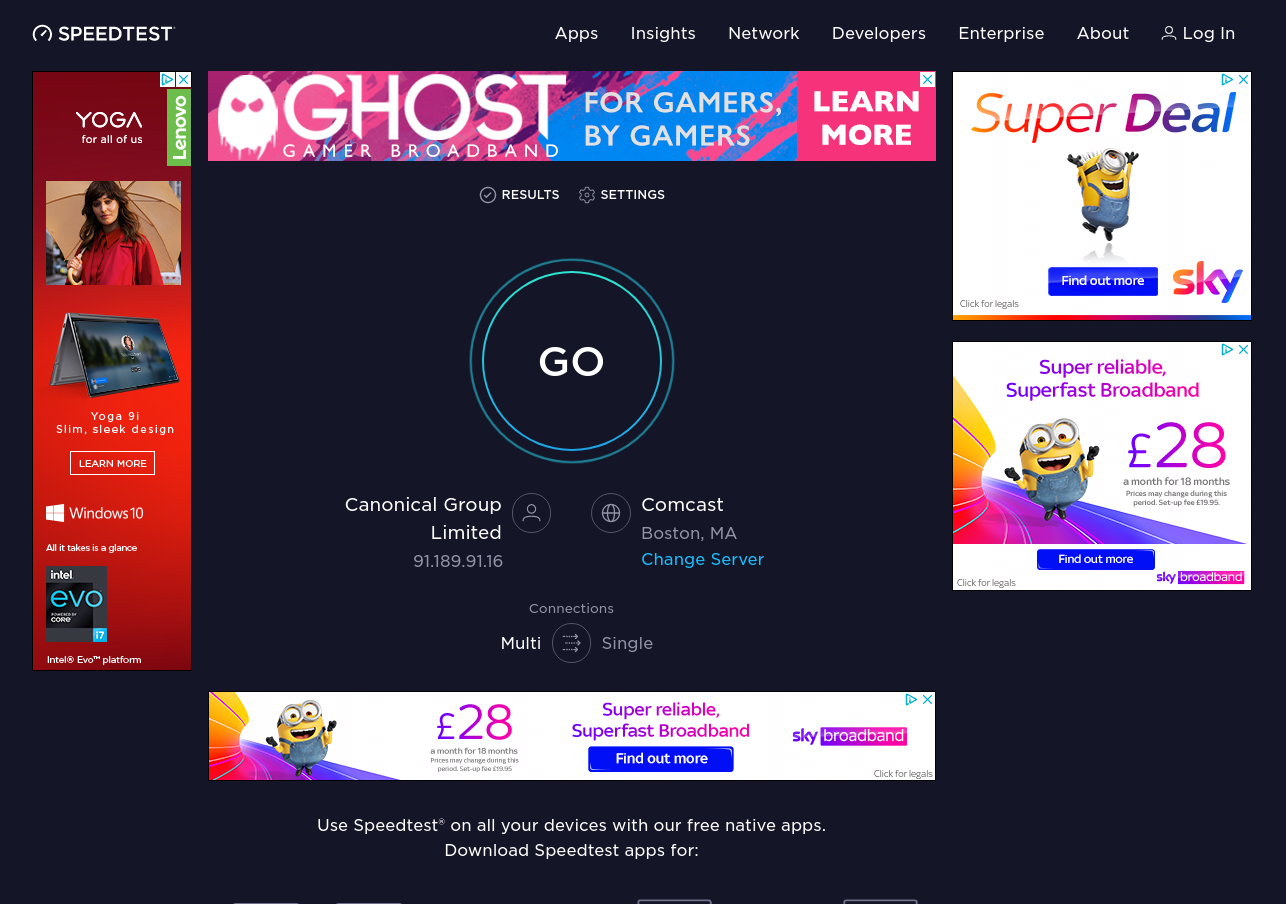 SPEEDTEST
Apps
Insights
Network
Developers
Enterprise
About
Log In
YOGA
for all of us
Lenovo
Yoga 9i
Slim, sleek design
LEARN MORE
Windows10
All it takes is a glance
intel
evo
POWERED BY
CORE
i7
Intel® Evo™ platform
GHOST
GAMER BROADBAND
FOR GAMERS,
BY GAMERS
LEARN
MORE
RESULTS
SETTINGS
GO
Canonical Group
Limited
91.189.91.16
Comcast
Boston, MA
Change Server
Connections
Multi
Single
Super Deal
Find out more
sky
Click for legals
Super reliable,
Superfast Broadband
£28
a month for 18 months
Prices may change during this
period. Set-up fee £19.95.
Find out more
sky broadband
Click for legals
£28
a month for 18 months
Prices may change during this
period. Set-up fee £19.95
Super reliable,
Superfast Broadband
Find out more
sky broadband
Click for legals
Use Speedtest® on all your devices with our free native apps.
Download Speedtest apps for: